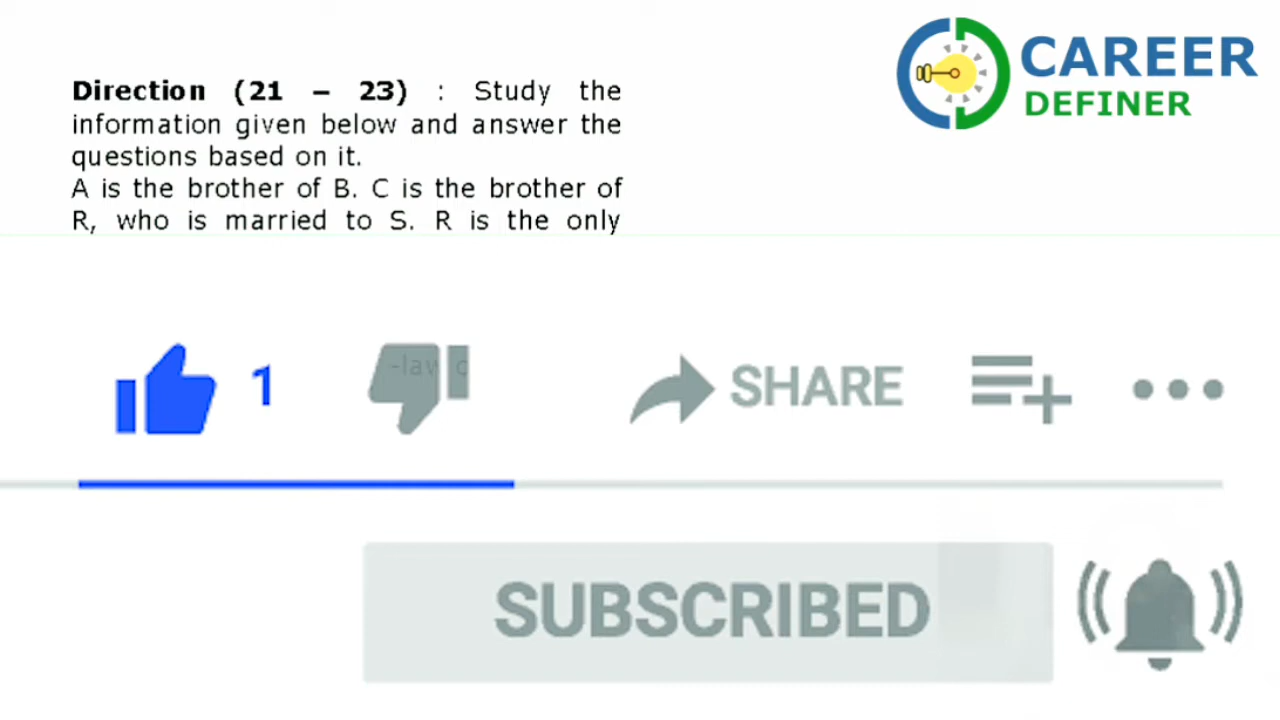 CAREER
DEFINER
Direction (21 – 23) : Study the
information given below and answer the
questions based on it.
A is the brother of B. C is the brother of
R, who is married to S. R is the only
1
-law
SHARE
SUBSCRIBED